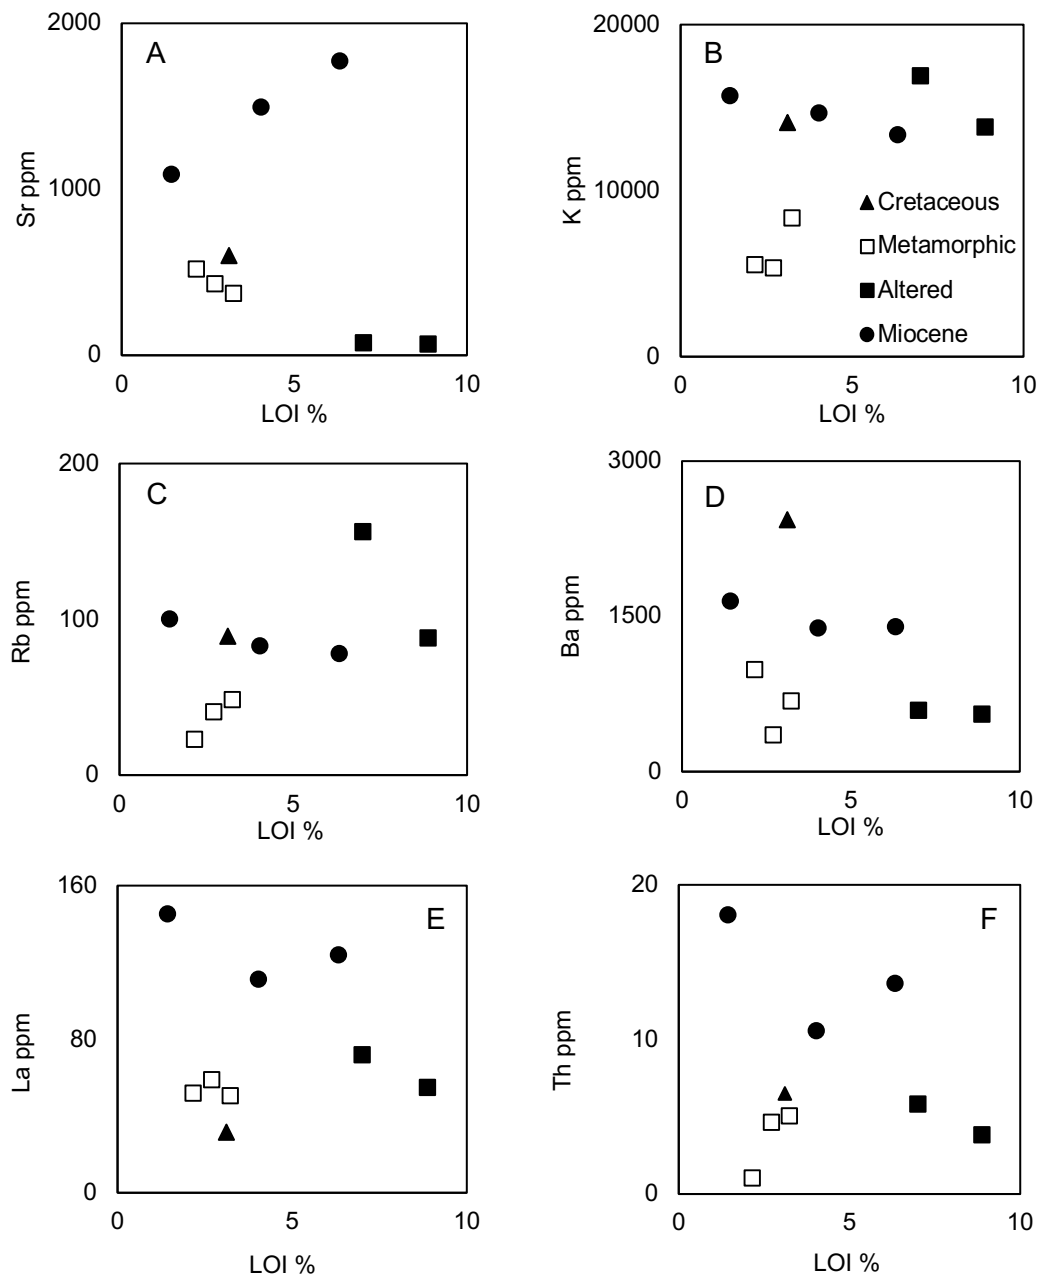 A
2000
1000
0
Sr ppm
0 5 10
LOI %
B
20000
10000
0
K ppm
Cretaceous
Metamorphic
Altered
Miocene
0 5 10
LOI %
C
200
100
0
Rb ppm
0 5 10
LOI %
D
3000
1500
0
Ba ppm
0 5 10
LOI %
E
160
80
0
La ppm
0 5 10
LOI %
F
20
10
0
Th ppm
0 5 10
LOI %